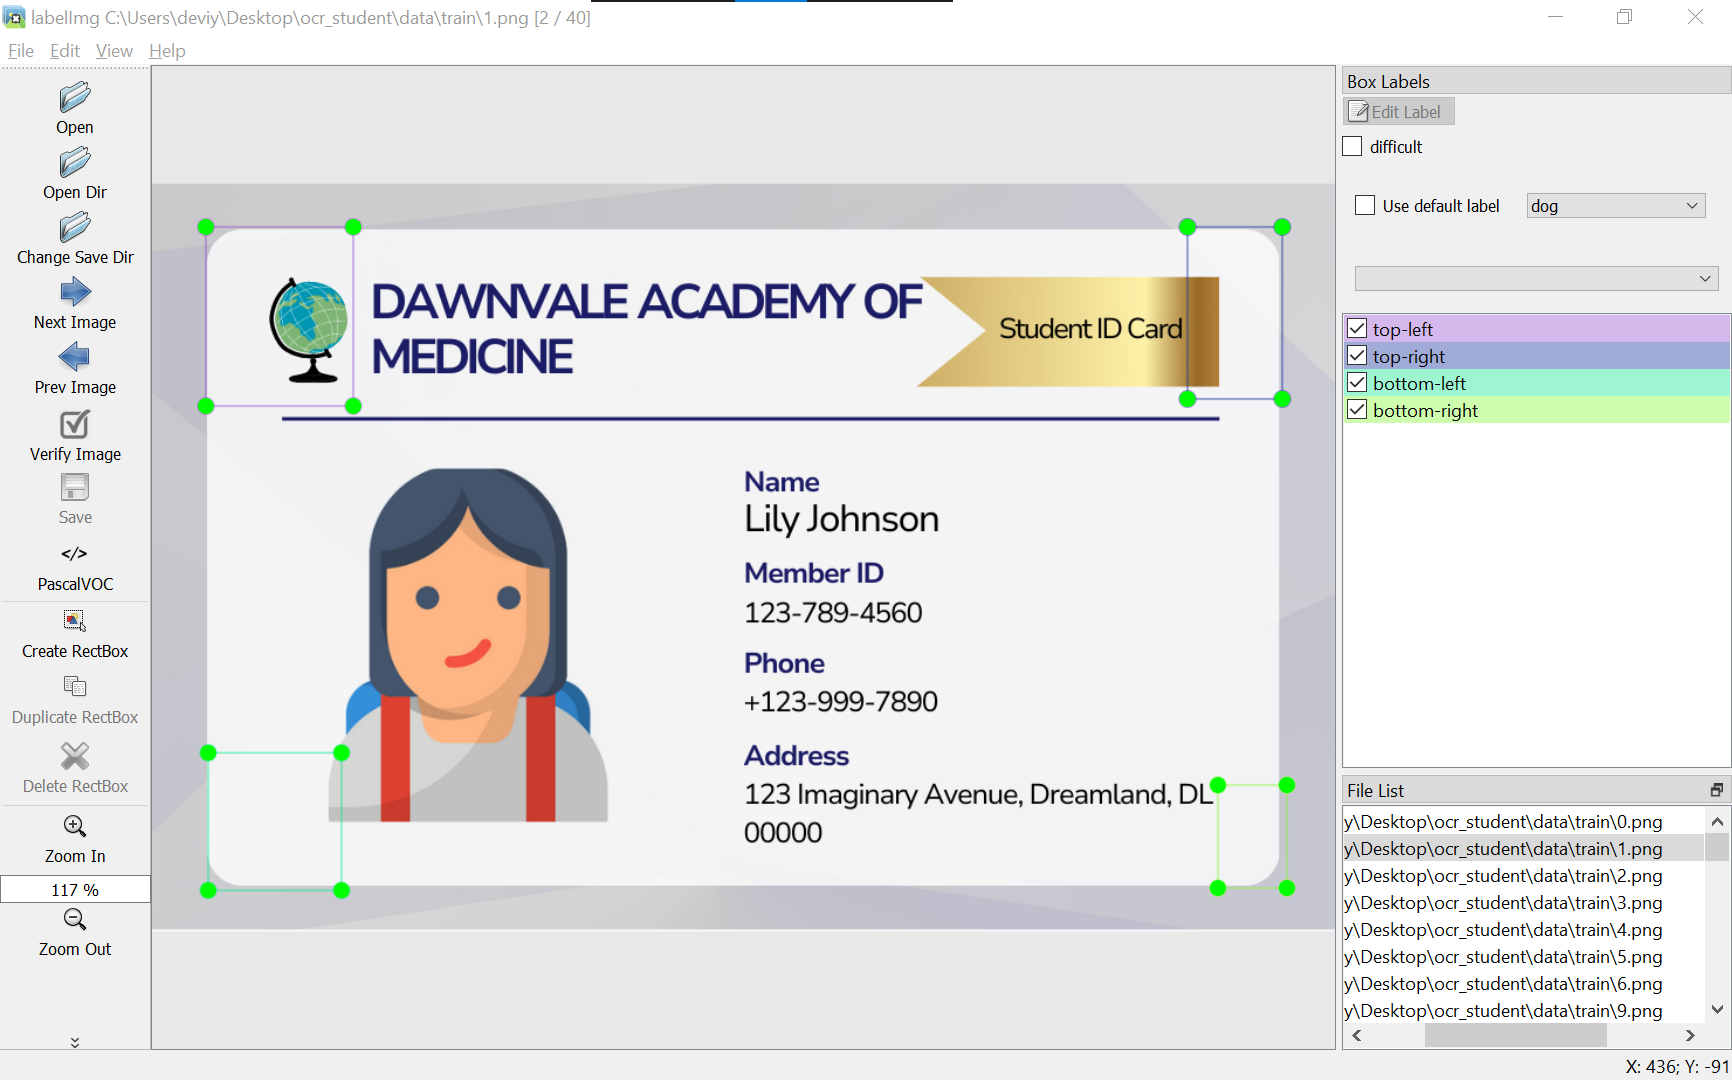 labelImg C:\Users\deviy\Desktop\ocr_student\data\train\1.png [2 / 40]
File Edit View Help
Open
Open Dir
Change Save Dir
Next Image
Prev Image
Verify Image
Save
</>
PascalVOC
Create RectBox
Duplicate RectBox
Delete RectBox
Zoom In
117 %
Zoom Out
DAWNVALE ACADEMY OF
MEDICINE
Student ID Card
Name
Lily Johnson
Member ID
123-789-4560
Phone
+123-999-7890
Address
123 Imaginary Avenue, Dreamland, DL
00000
Box Labels
Edit Label
difficult
Use default label dog
top-left
top-right
bottom-left
bottom-right
File List
y\Desktop\ocr_student\data\train\0.png
y\Desktop\ocr_student\data\train\1.png
y\Desktop\ocr_student\data\train\2.png
y\Desktop\ocr_student\data\train\3.png
y\Desktop\ocr_student\data\train\4.png
y\Desktop\ocr_student\data\train\5.png
y\Desktop\ocr_student\data\train\6.png
y\Desktop\ocr_student\data\train\9.png
X: 436; Y: -91